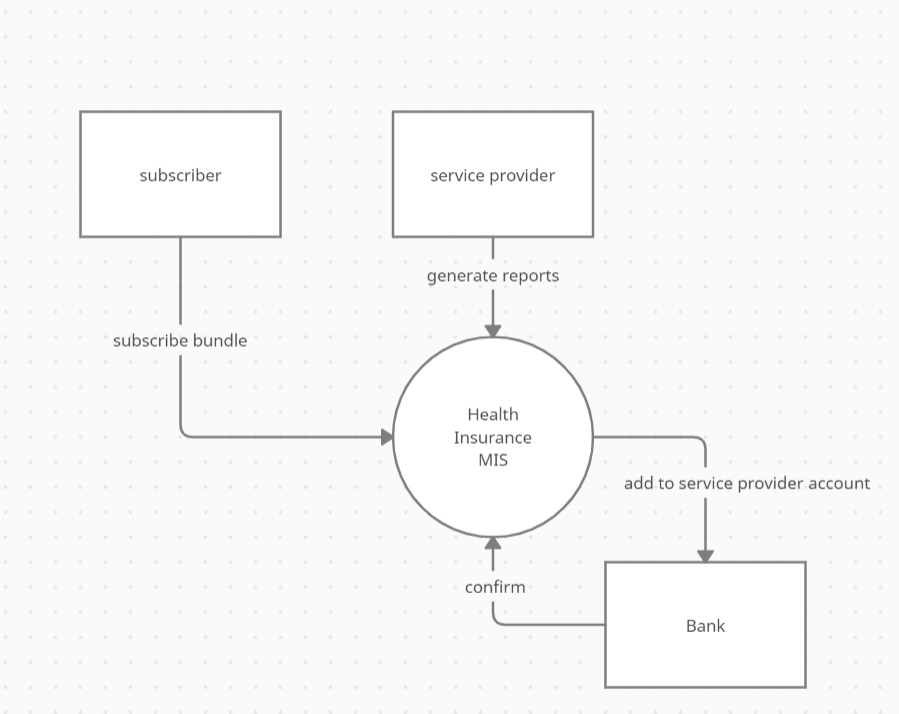 subscriber
service provider
generate reports
subscribe bundle
Health
Insurance
MIS
add to service provider account
confirm
Bank